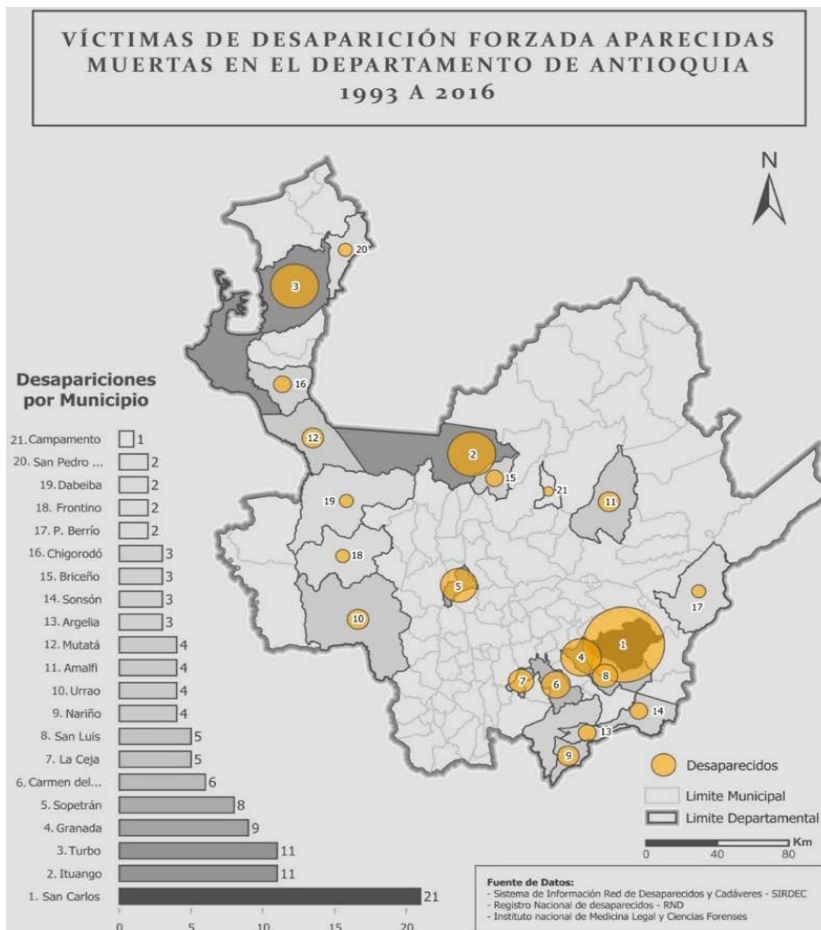 VÍCTIMAS DE DESAPARICIÓN FORZADA APARECIDAS
MUERTAS EN EL DEPARTAMENTO DE ANTIOQUIA
1993 A 2016
N
20
3
16
12
2
15
21
11
19
18
5
10
17
1
4
8
7
6
14
13
9
Desapariciones
por Municipio
21. Campamento 1
20. San Pedro ... 2
19. Dabeiba 2
18. Frontino 2
17. P. Berrío 2
16. Chigorodó 3
15. Briceño 3
14. Sonsón 3
13. Argelia 3
12. Mutatá 4
11. Amalfi 4
10. Urrao 4
9. Nariño 4
8. San Luis 5
7. La Ceja 5
6. Carmen del... 6
5. Sopetrán 8
4. Granada 9
3. Turbo 11
2. Ituango 11
1. San Carlos 21
0 5 10 15 20
Desaparecidos
Limite Municipal
Limite Departamental
Km
0 40 80
Fuente de Datos:
- Sistema de Información Red de Desaparecidos y Cadáveres - SIRDEC
- Registro Nacional de desaparecidos - RND
- Instituto nacional de Medicina Legal y Ciencias Forenses